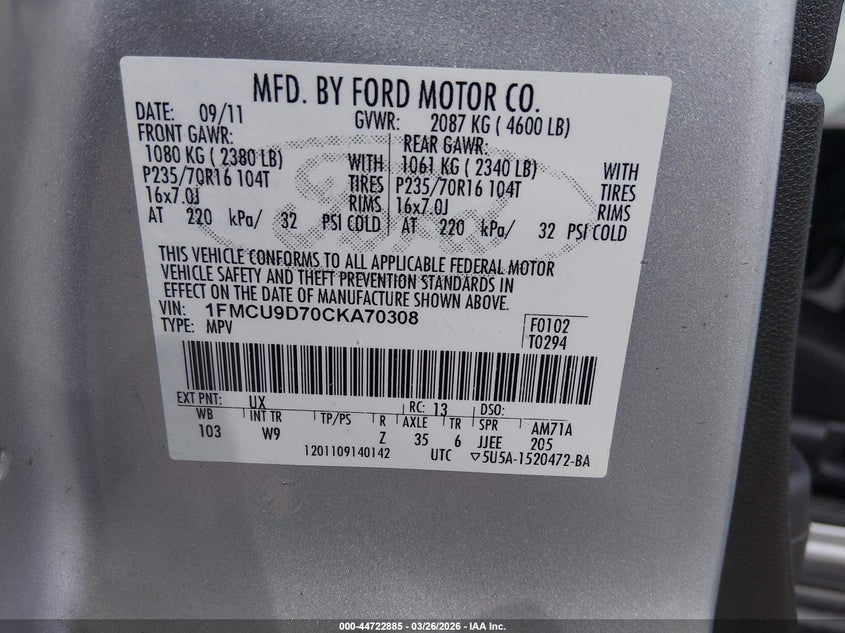 MFD. BY FORD MOTOR CO.
DATE: 09/11 GVWR: 2087 KG ( 4600 LB)
FRONT GAWR: REAR GAWR:
1080 KG ( 2380 LB) WITH 1061 KG ( 2340 LB) WITH
P235/70R16 104T TIRES P235/70R16 104T TIRES
16x7.0J RIMS 16x7.0J RIMS
AT 220 kPa/ 32 PSI COLD AT 220 kPa/ 32 PSI COLD
THIS VEHICLE CONFORMS TO ALL APPLICABLE FEDERAL MOTOR
VEHICLE SAFETY AND THEFT PREVENTION STANDARDS IN
EFFECT ON THE DATE OF MANUFACTURE SHOWN ABOVE.
VIN: 1FMCU9D70CKA70308 F0102
TYPE: MPV T0294
EXT PNT: UX RC: 13 DSO:
WB INT TR TP/PS R AXLE TR SPR AM71A
103 W9 Z 35 6 JJEE 205
1201109140142 UTC ▽5U5A-1520472-BA
Ford
000-44722885 - 03/26/2026 - IAA Inc.